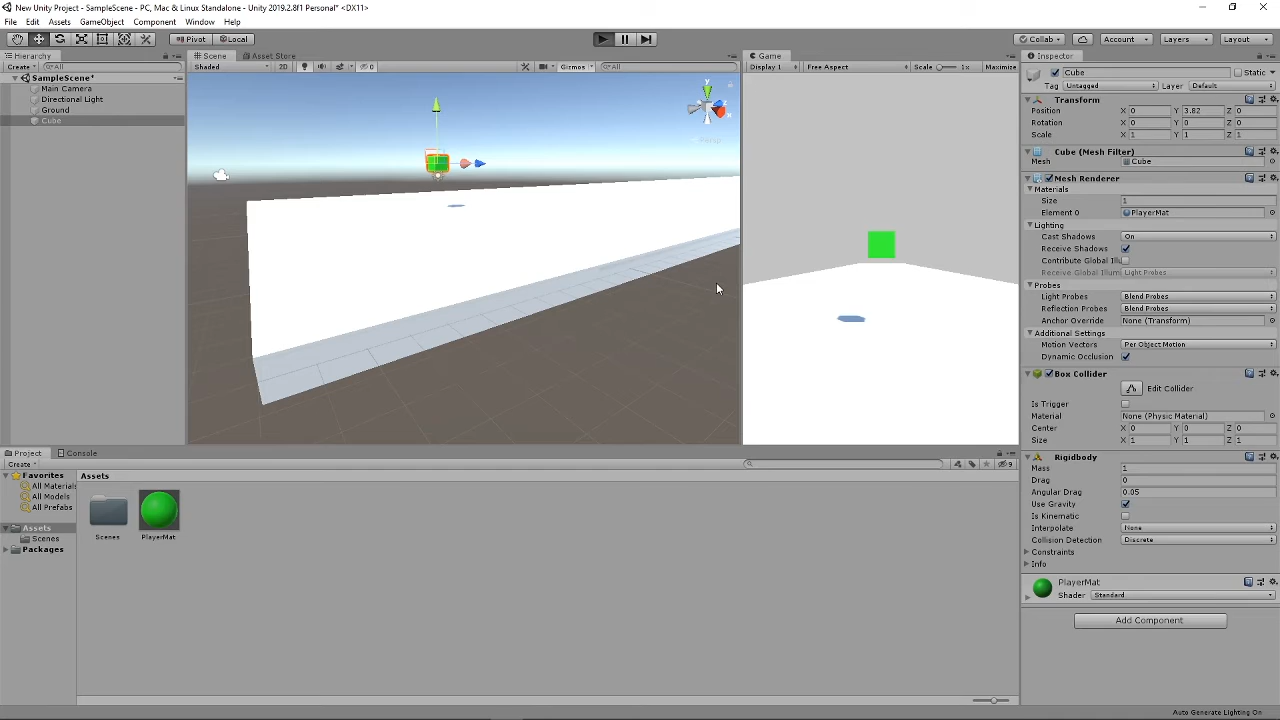 New Unity Project - SampleScene - PC, Mac & Linux Standalone - Unity 2019.2.8f1 Personal* <DX11>
File Edit Assets GameObject Component Window Help
Pivot Local Collab Account Layers Layout
Hierarchy
Create All
SampleScene*
Main Camera
Directional Light
Ground
Cube
Scene Asset Store
Shaded 2D 0 Gizmos All
y
Persp
Game
Display 1 Free Aspect Scale 1x Maximize
Inspector
Cube Static
Tag Untagged Layer Default
Transform
Position X 0 Y 3.82 Z 0
Rotation X 0 Y 0 Z 0
Scale X 1 Y 1 Z 1
Cube (Mesh Filter)
Mesh Cube
Mesh Renderer
Materials
Size 1
Element 0 PlayerMat
Lighting
Cast Shadows On
Receive Shadows
Contribute Global Illu
Receive Global Illum Light Probes
Probes
Light Probes Blend Probes
Reflection Probes Blend Probes
Anchor Override None (Transform)
Additional Settings
Motion Vectors Per Object Motion
Dynamic Occlusion
Box Collider
Edit Collider
Is Trigger
Material None (Physic Material)
Center X 0 Y 0 Z 0
Size X 1 Y 1 Z 1
Rigidbody
Mass 1
Drag 0
Angular Drag 0.05
Use Gravity
Is Kinematic
Interpolate None
Collision Detection Discrete
Constraints
Info
PlayerMat
Shader Standard
Add Component
Project Console
Create 9
Favorites
All Materials
All Models
All Prefabs
Assets
Scenes
Packages
Assets
Scenes PlayerMat
Auto Generate Lighting On